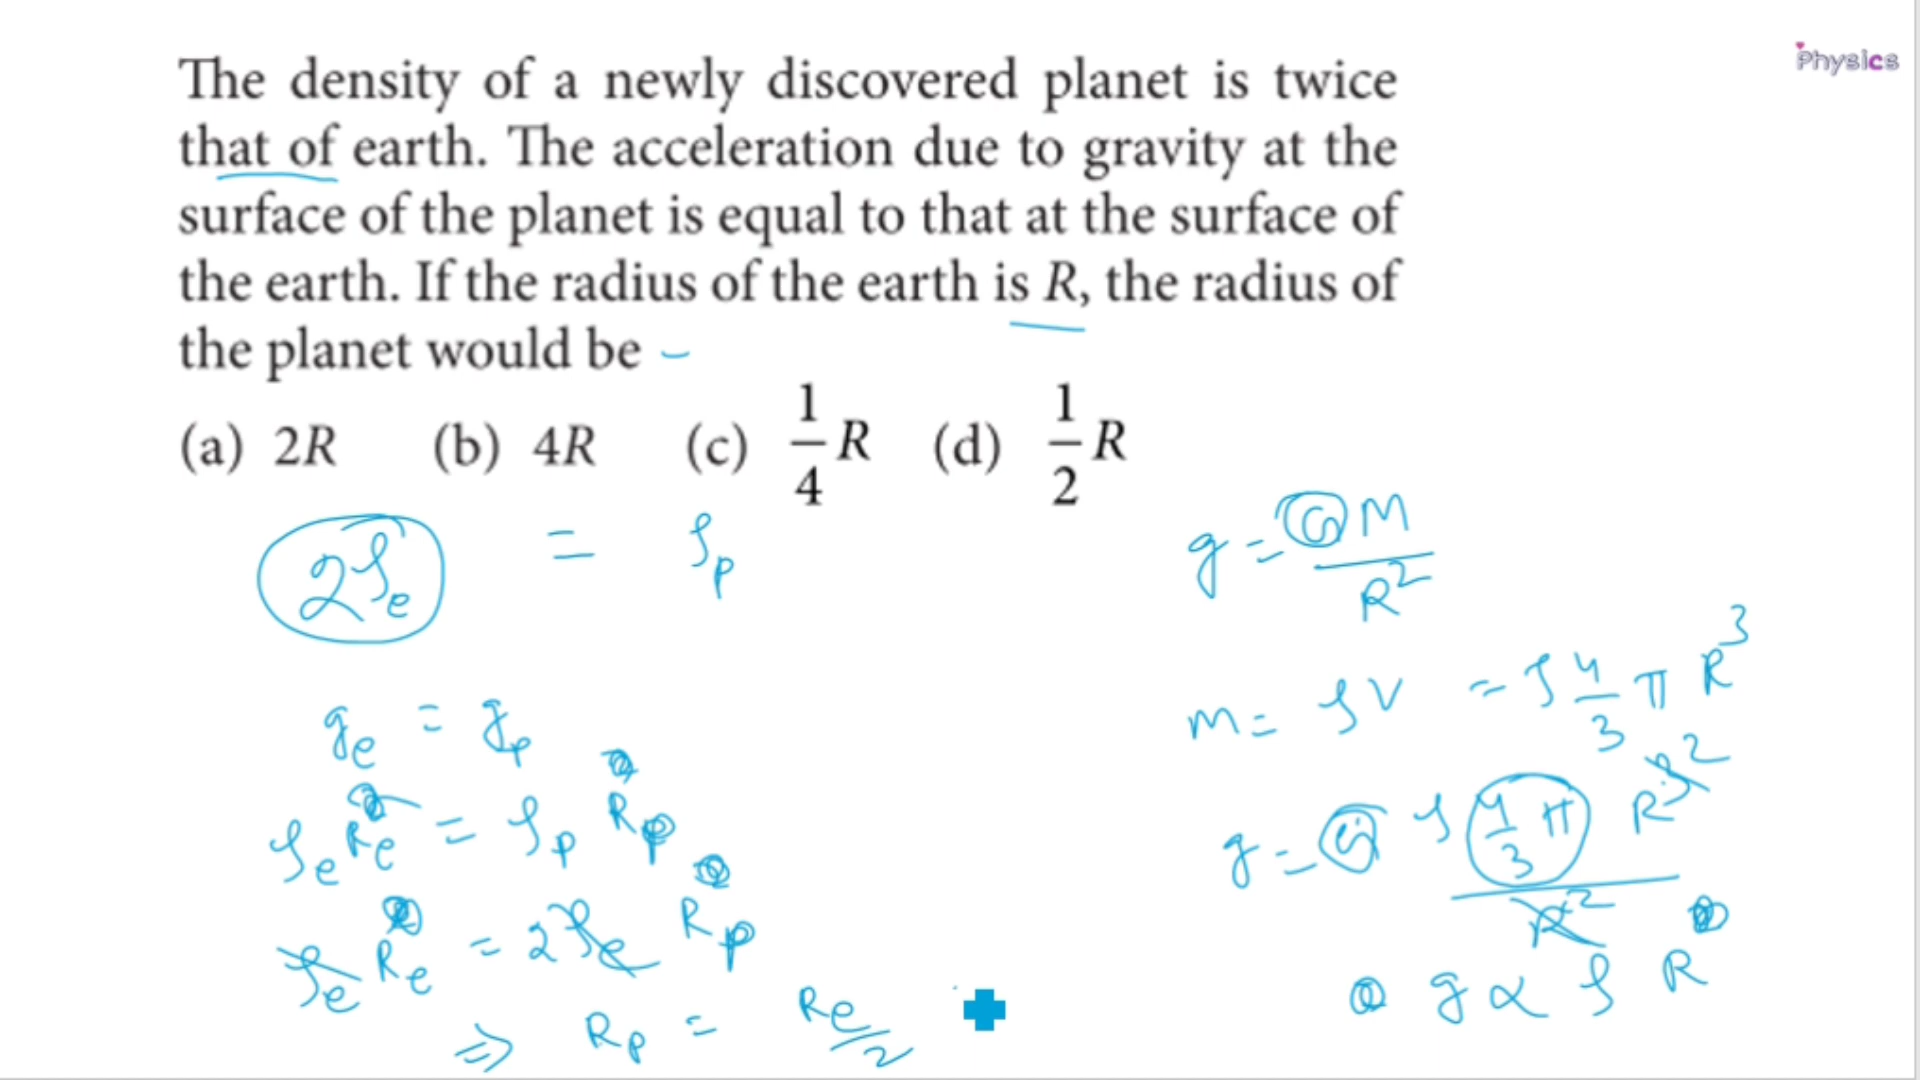 Physics
The density of a newly discovered planet is twice
that of earth. The acceleration due to gravity at the
surface of the planet is equal to that at the surface of
the earth. If the radius of the earth is R, the radius of
the planet would be
(a) 2R (b) 4R (c) 1/4 R (d) 1/2 R
2ρe = ρp
g = GM/R²
m = ρV = ρ 4/3 π R³
ge = gp
ρe Re = ρp Rp
g = G ρ 4/3 π R³ 2 / R²
ρe Re = 2ρe Rp
g ∝ ρ R
⇒ Rp = Re/2